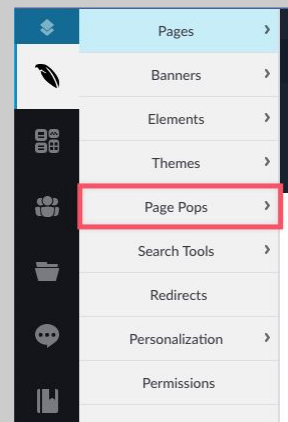 Pages
Banners
Elements
Themes
Page Pops
Search Tools
Redirects
Personalization
Permissions